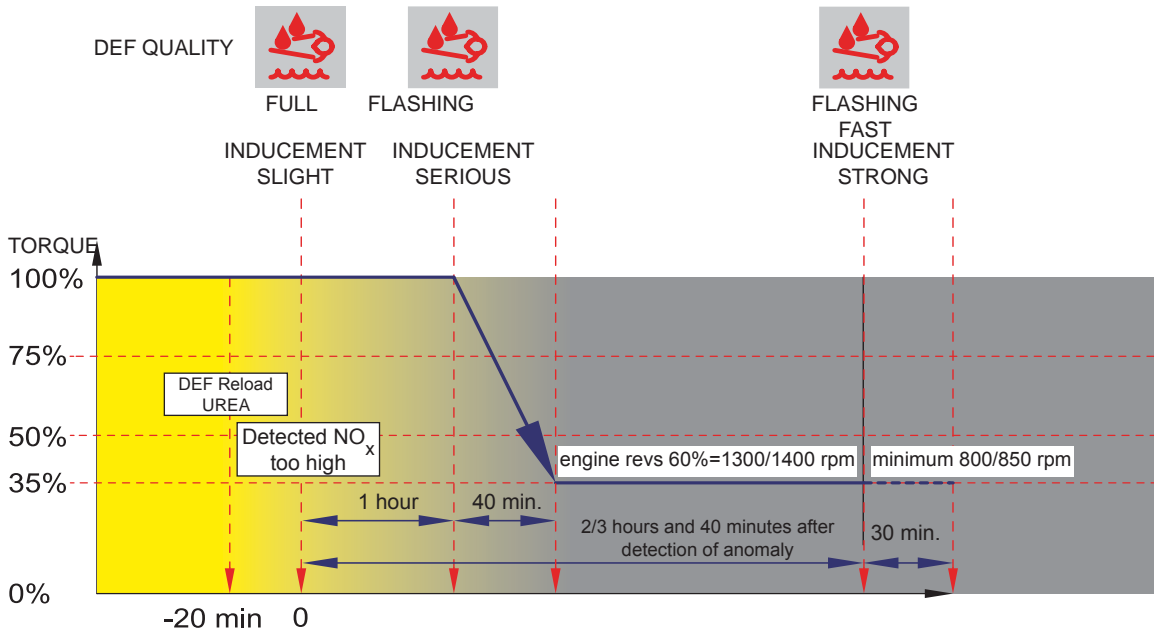 DEF QUALITY
FULL
FLASHING
FLASHING
FAST
INDUCEMENT
SLIGHT
INDUCEMENT
SERIOUS
INDUCEMENT
STRONG
TORQUE
100%
75%
DEF Reload
UREA
50%
Detected NOx
too high
engine revs 60%=1300/1400 rpm
minimum 800/850 rpm
35%
1 hour
40 min.
2/3 hours and 40 minutes after
detection of anomaly
30 min.
0%
-20 min
0